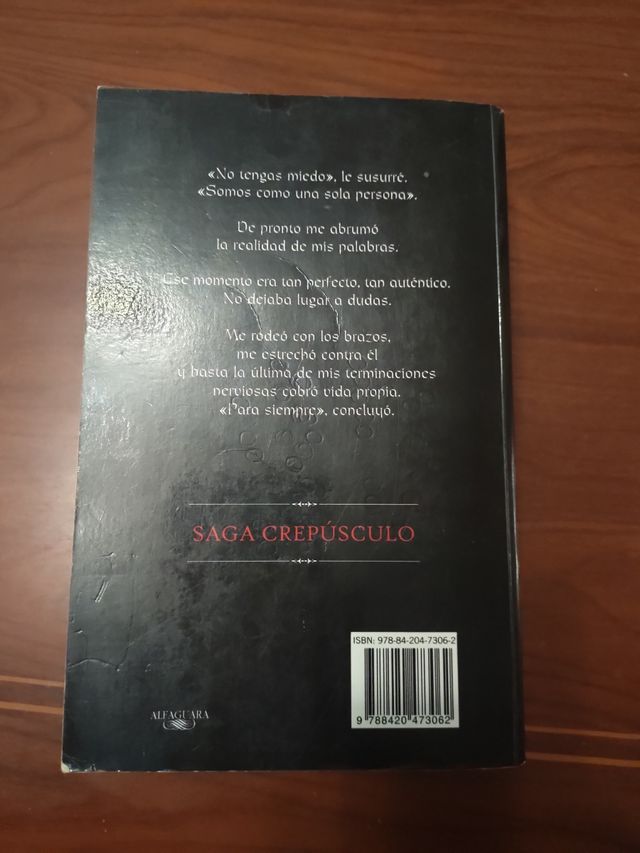 «No tengas miedo», le susurré.
«Somos como una sola persona».
De pronto me abrumó
la realidad de mis palabras.
Ese momento era tan perfecto, tan auténtico.
No dejaba lugar a dudas.
Me rodeó con los brazos,
me estrechó contra él
y hasta la última de mis terminaciones
nerviosas cobró vida propia.
«Para siempre», concluyó.
SAGA CREPÚSCULO
ISBN: 978-84-204-7306-2
9 788420 473062
ALFAGUARA